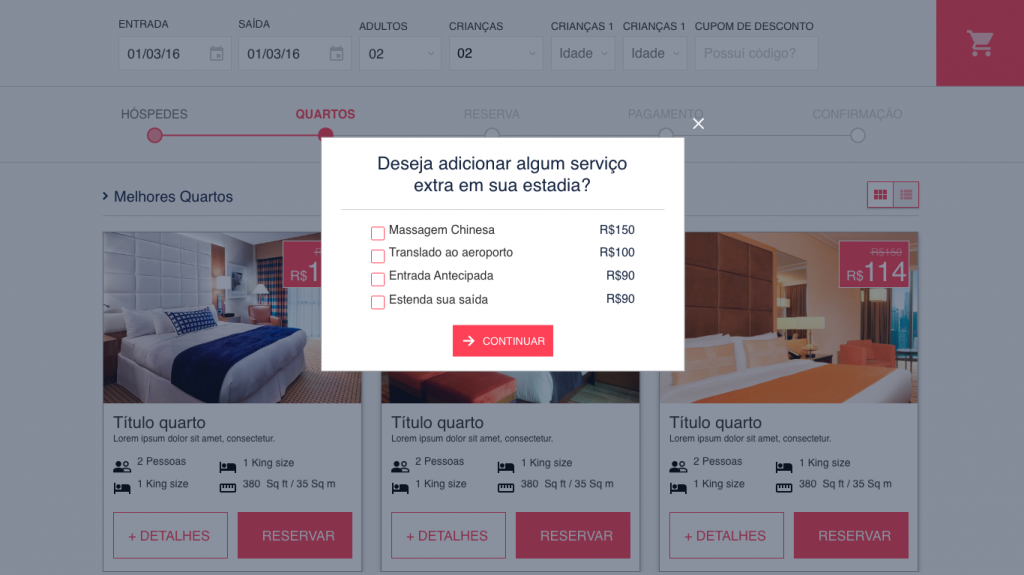 ENTRADA SAÍDA ADULTOS CRIANÇAS CRIANÇAS 1 CRIANÇAS 1 CUPOM DE DESCONTO
01/03/16 01/03/16 02 02 Idade Idade Possui código?
HÓSPEDES QUARTOS RESERVA PAGAMENTO CONFIRMAÇÃO
Deseja adicionar algum serviço
extra em sua estadia?
Massagem Chinesa R$150
Translado ao aeroporto R$100
Entrada Antecipada R$90
Estenda sua saída R$90
CONTINUAR
Melhores Quartos
R$150
R$114
Título quarto
Lorem ipsum dolor sit amet, consectetur.
2 Pessoas 1 King size
1 King size 380 Sq ft / 35 Sq m
+ DETALHES RESERVAR
Título quarto
Lorem ipsum dolor sit amet, consectetur.
2 Pessoas 1 King size
1 King size 380 Sq ft / 35 Sq m
+ DETALHES RESERVAR
Título quarto
Lorem ipsum dolor sit amet, consectetur.
2 Pessoas 1 King size
1 King size 380 Sq ft / 35 Sq m
+ DETALHES RESERVAR